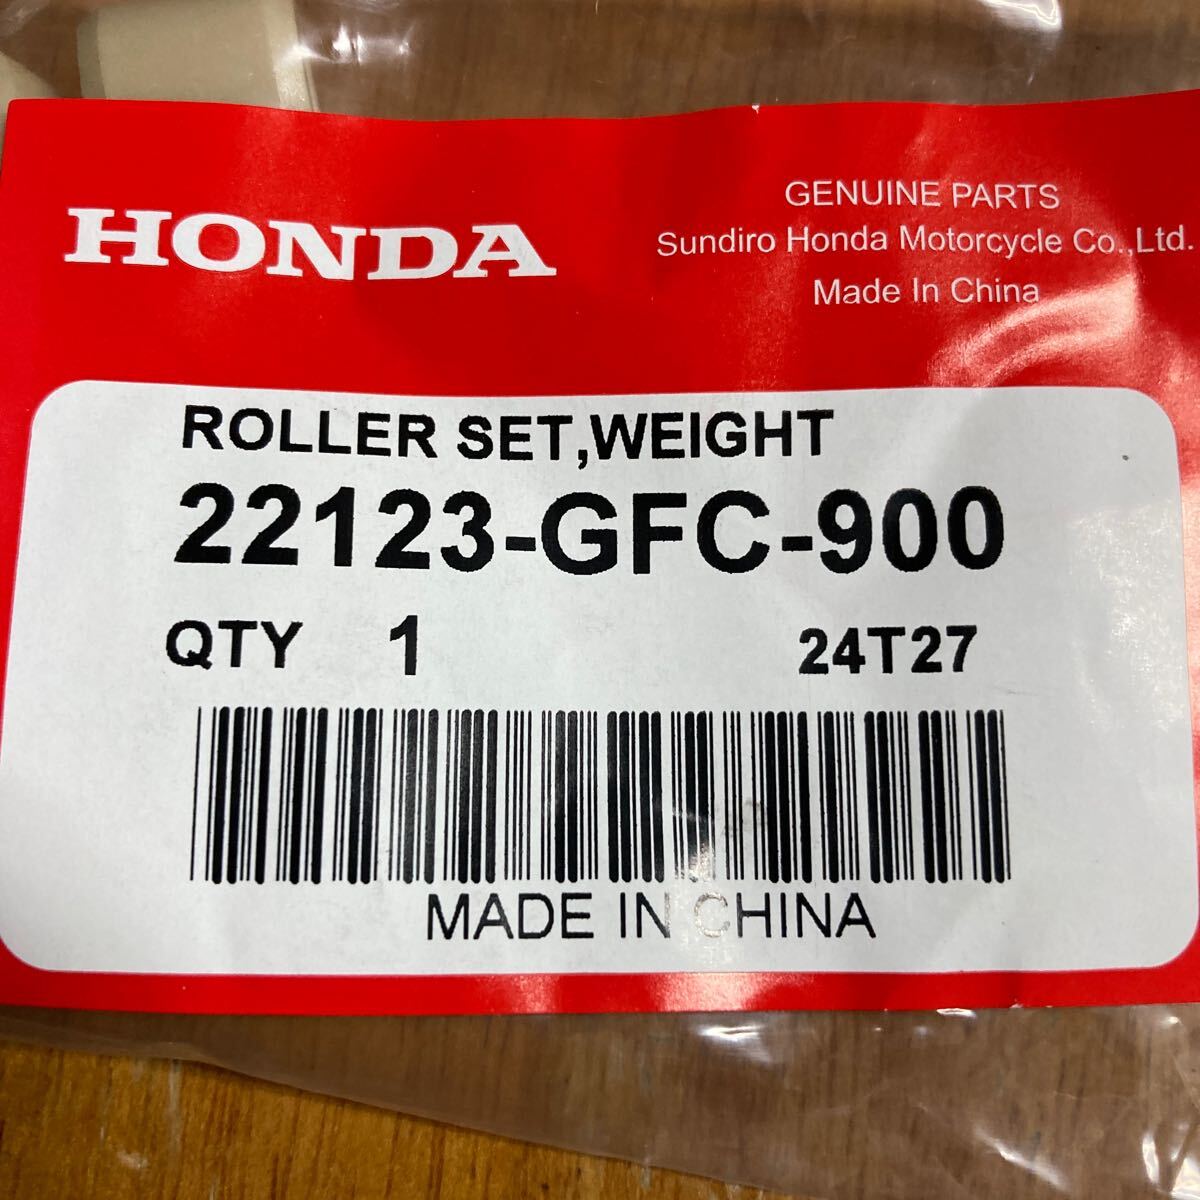 HONDA
GENUINE PARTS
Sundiro Honda Motorcycle Co.,Ltd.
Made In China
ROLLER SET,WEIGHT
22123-GFC-900
QTY 1 24T27
MADE IN CHINA